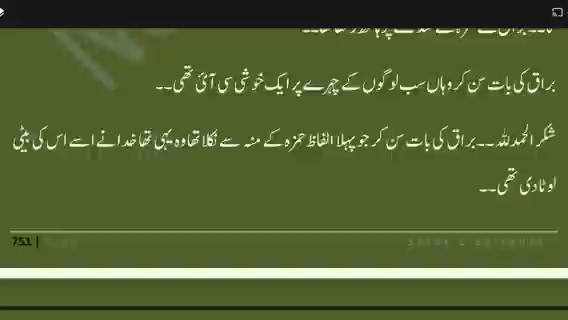 براق کی بات سن کر وہاں سب لوگوں کے چہرے پر ایک خوشی سی آئ تھی۔۔
شکر الحمدللہ۔۔ براق کی بات سن کر جو پہلا الفاظ حمزہ کے منہ سے نکلا تھا وہ یہی تھا خدا نے اسے اس کی بیٹی
لوٹا دی تھی۔۔
751 |